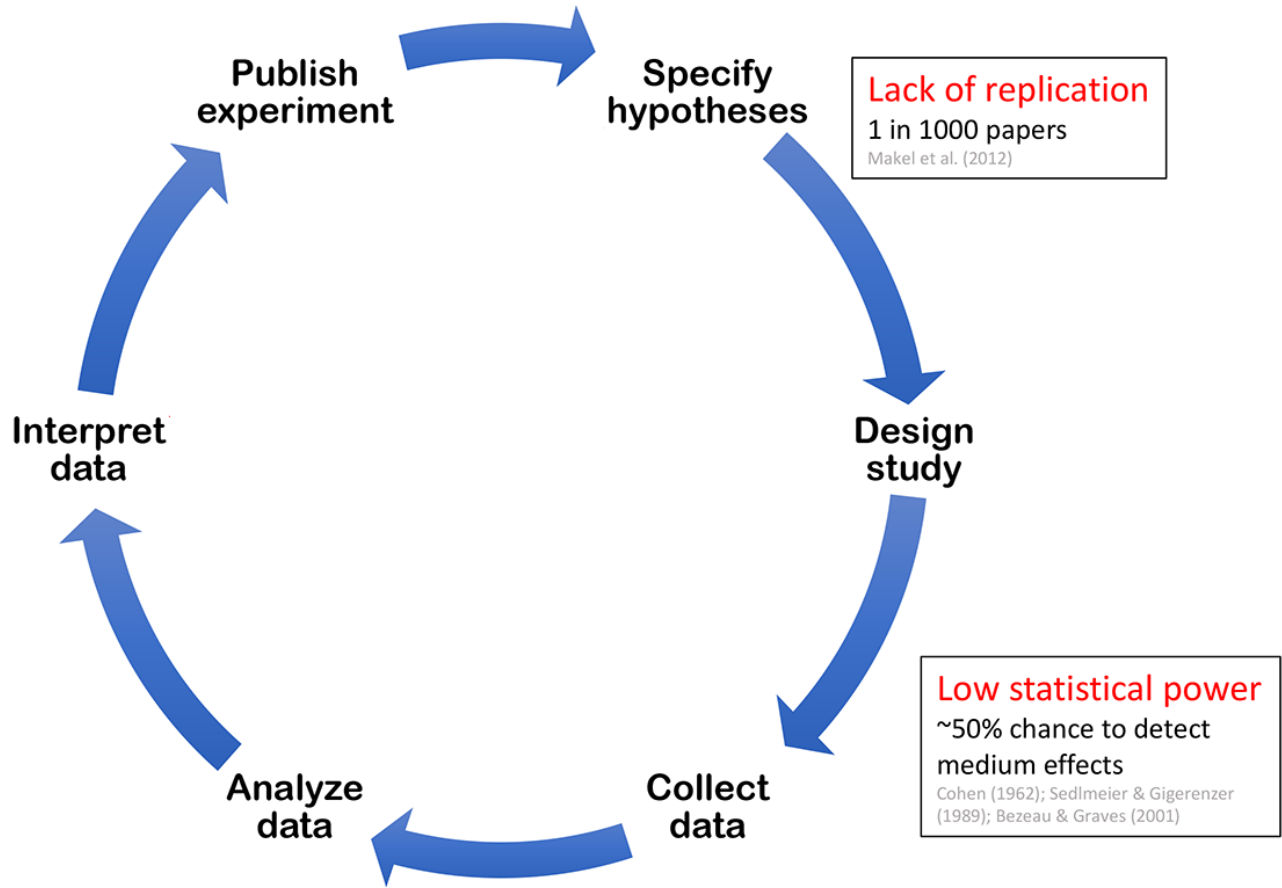 Publish
experiment
Specify
hypotheses
Lack of replication
1 in 1000 papers
Makel et al. (2012)
Design
study
Low statistical power
~50% chance to detect
medium effects
Cohen (1962); Sedlmeier & Gigerenzer
(1989); Bezeau & Graves (2001)
Collect
data
Analyze
data
Interpret
data